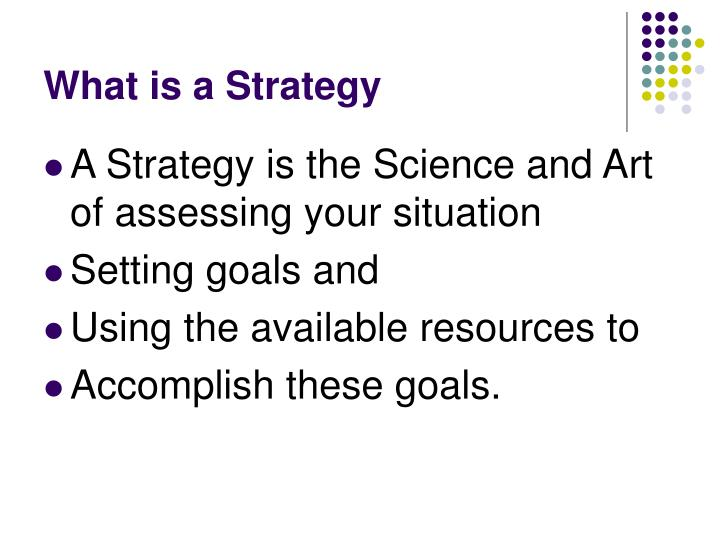 What is a Strategy
A Strategy is the Science and Art
of assessing your situation
Setting goals and
Using the available resources to
Accomplish these goals.